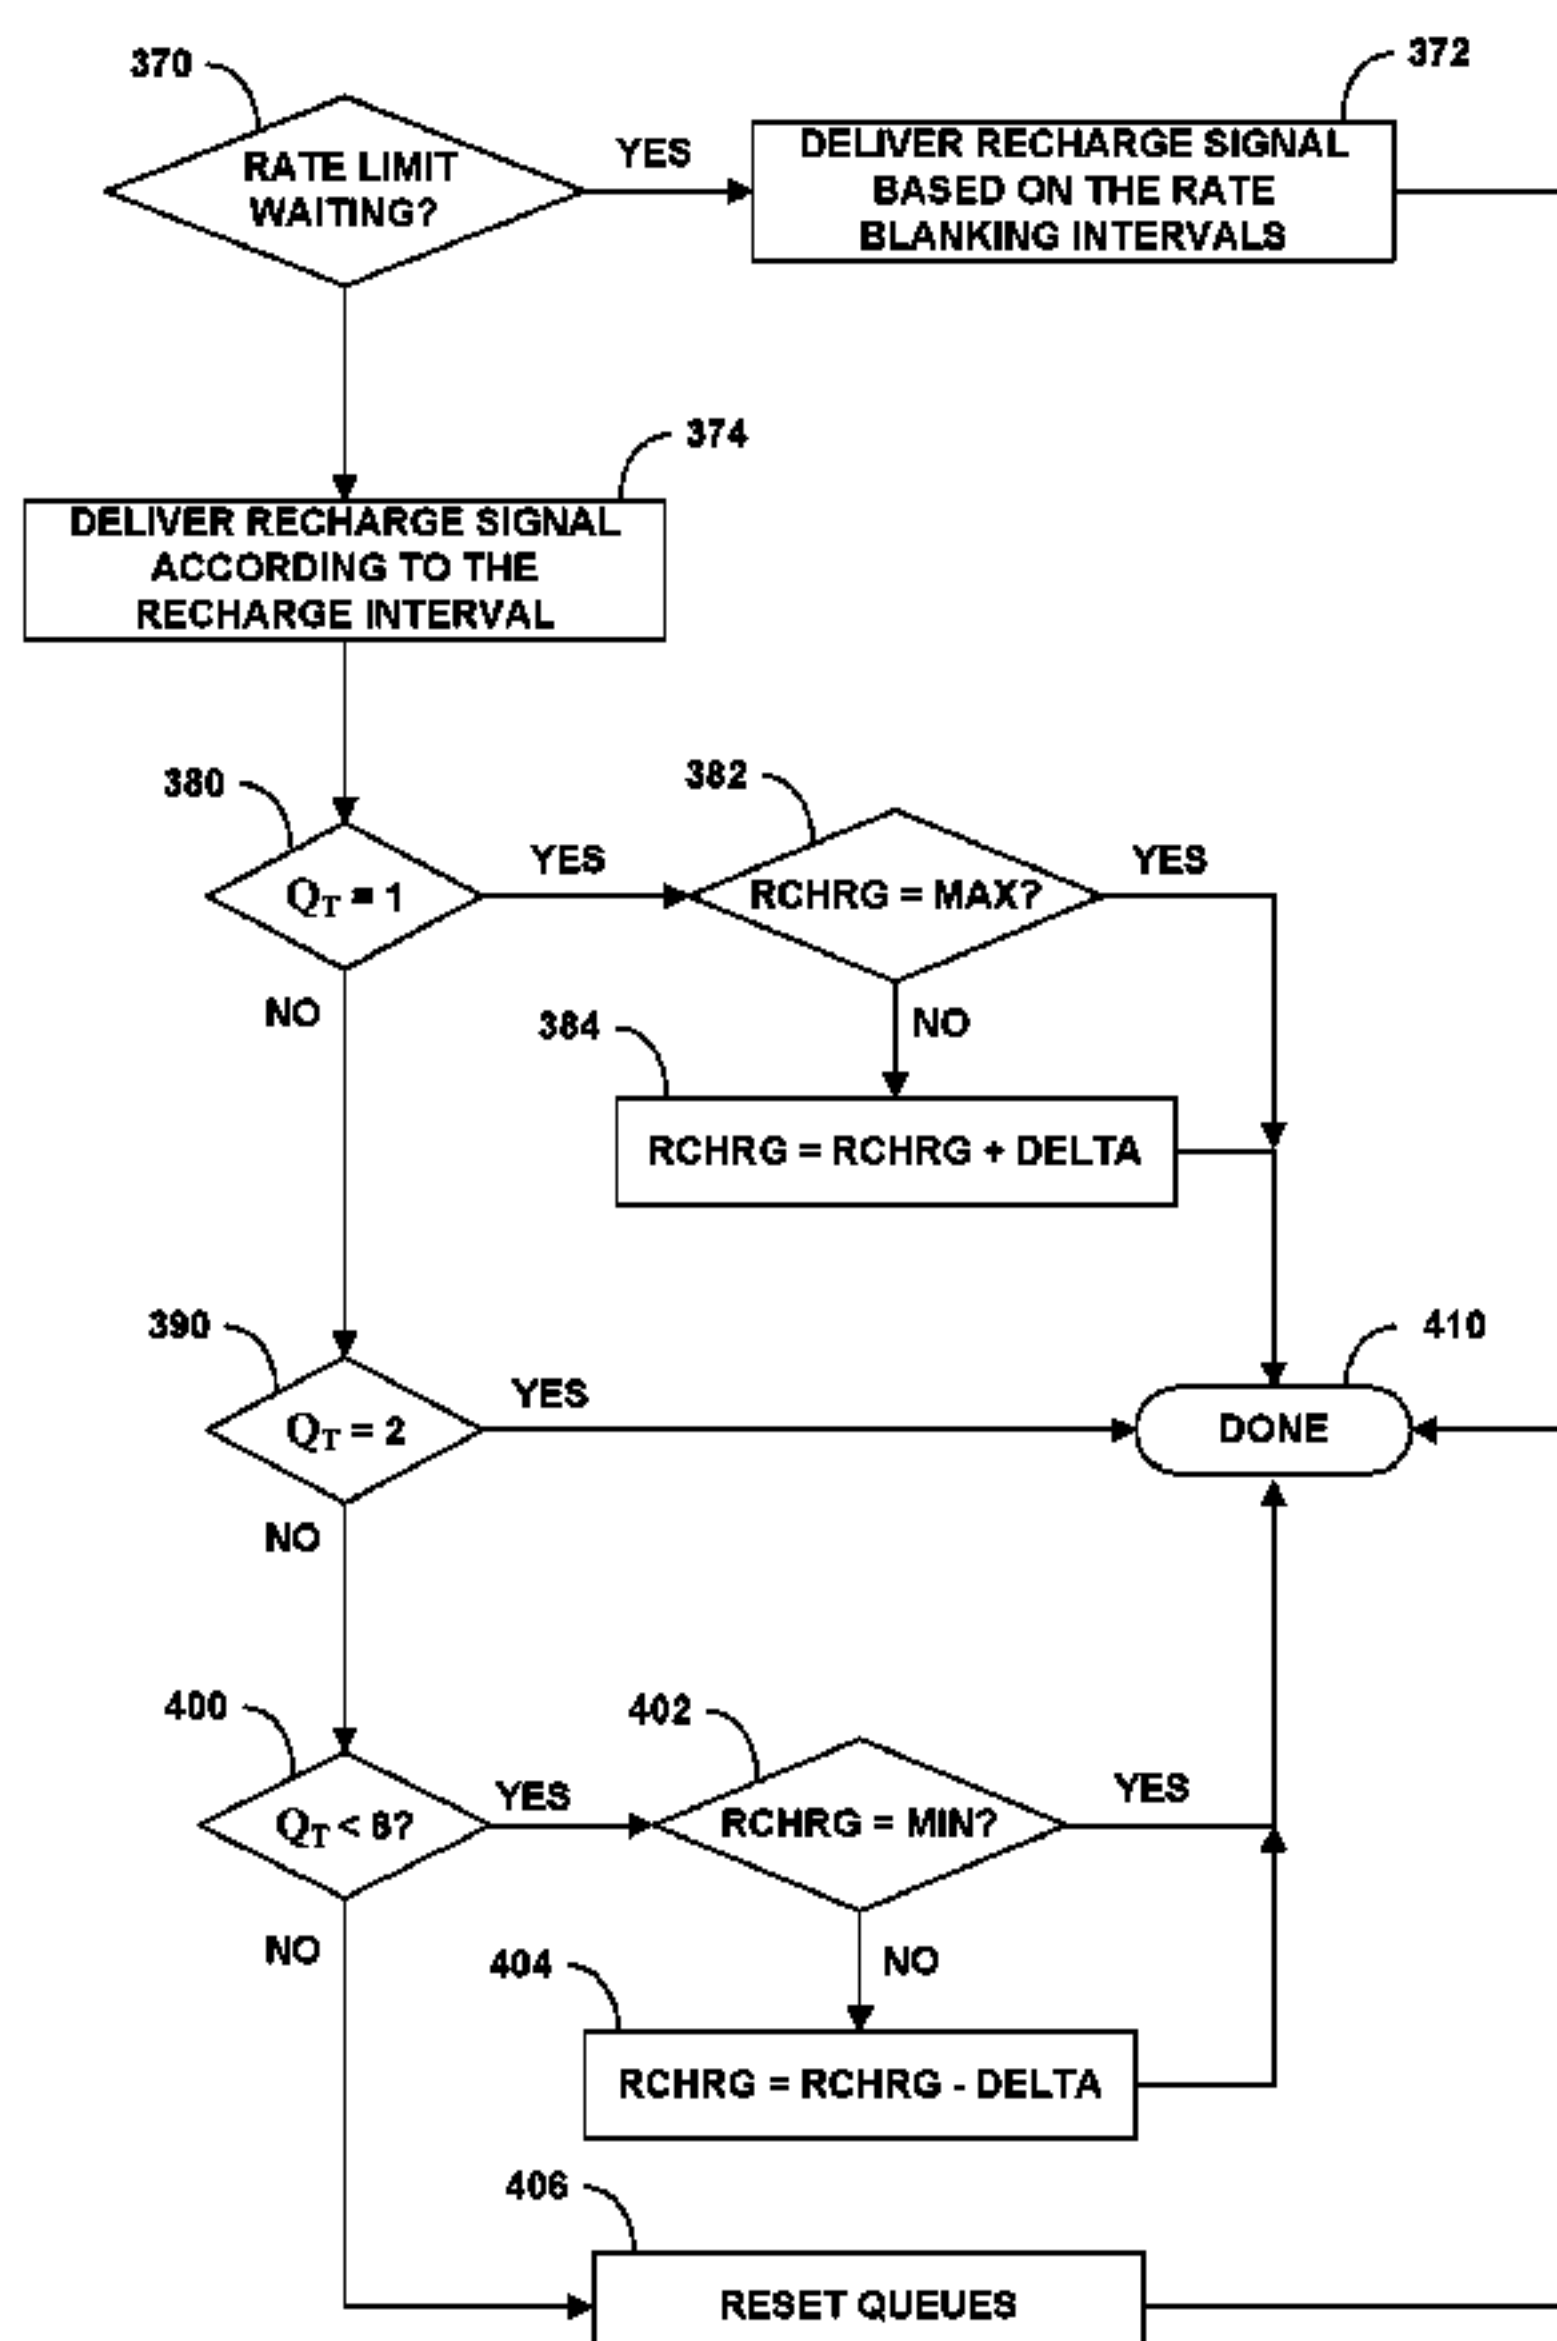 370
372
RATE LIMIT
WAITING?
YES
DELIVER RECHARGE SIGNAL
BASED ON THE RATE
BLANKING INTERVALS
374
DELIVER RECHARGE SIGNAL
ACCORDING TO THE
RECHARGE INTERVAL
380
382
QT = 1
YES
RCHRG = MAX?
YES
NO
NO
384
RCHRG = RCHRG + DELTA
390
410
QT = 2
YES
DONE
NO
400
402
QT <
YES
RCHRG = MIN?
YES
NO
NO
404
RCHRG = RCHRG - DELTA
406
RESET QUEUES